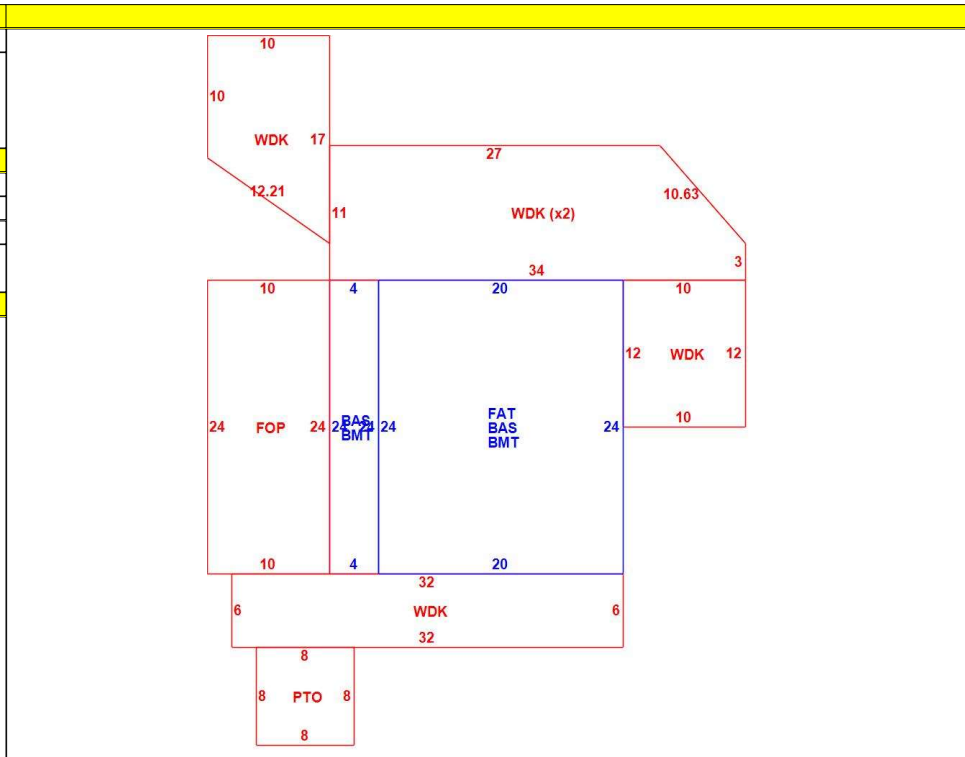 10
10
WDK 17
27
12.21
10.63
11
WDK (x2)
3
34
10 4 20 10
12 WDK 12
10
24 FOP 24 24 24 24 24
BAS
BMT
FAT
BAS
BMT
10 4 20
32
6 WDK 6
32
8
8 PTO 8
8